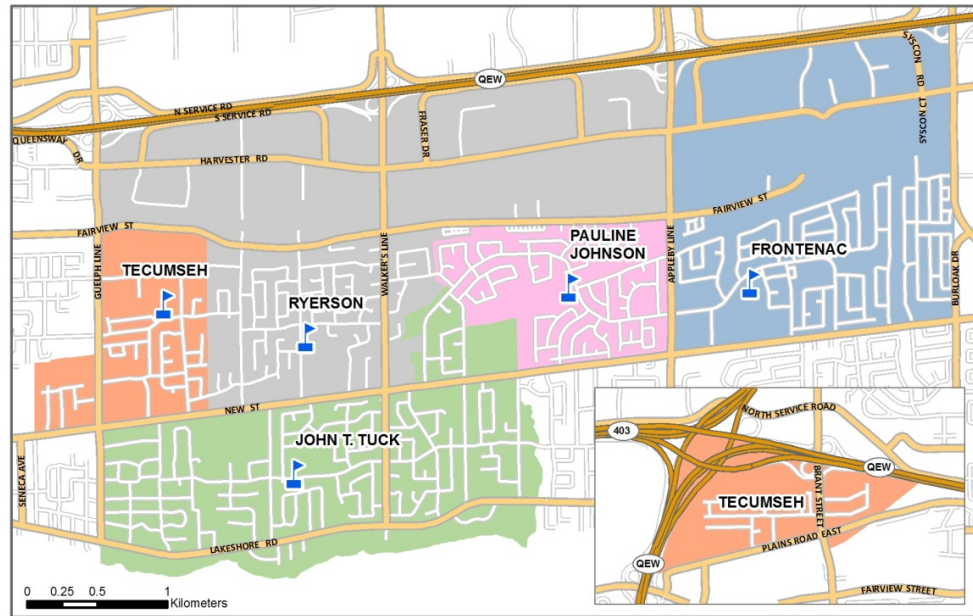 SYSCON RD
SYSCON CT
QEW
N SERVICE RD
S SERVICE RD
QUEENSWAY DR
FRASER DR
HARVESTER RD
FAIRVIEW ST
FAIRVIEW ST
GUELPH LINE
WALKER'S LINE
APPLEBY LINE
BURLOAK DR
PAULINE
JOHNSON
FRONTENAC
TECUMSEH
RYERSON
NEW ST
JOHN T. TUCK
SENECA AVE
LAKESHORE RD
0 0.25 0.5 1
Kilometers
NORTH SERVICE ROAD
403
QEW
BRANT STREET
TECUMSEH
PLAINS ROAD EAST
QEW
FAIRVIEW STREET